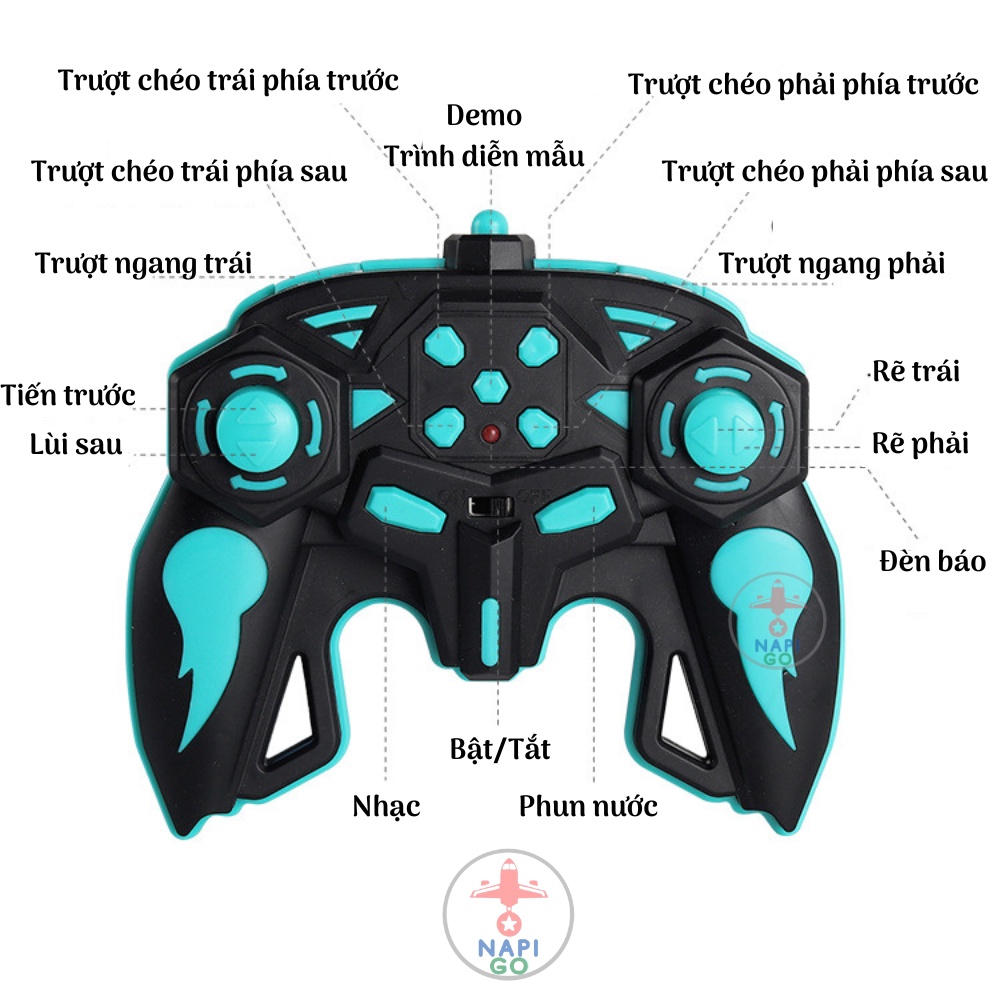 Trượt chéo trái phía trước
Trượt chéo phải phía trước
Demo
Trình diễn mẫu
Trượt chéo trái phía sau
Trượt chéo phải phía sau
Trượt ngang trái
Trượt ngang phải
Tiến trước
Rẽ trái
Lùi sau
Rẽ phải
ON OFF
Đèn báo
NAPI
GO
Bật/Tắt
Nhạc
Phun nước
NAPI
GO